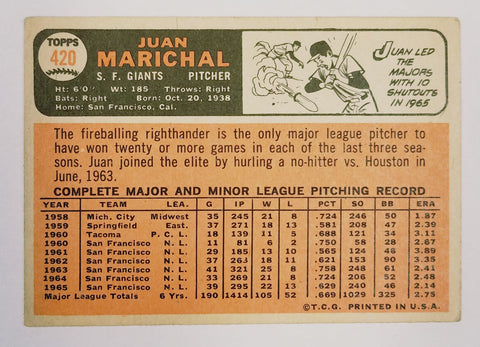 TOPPS
420
JUAN
MARICHAL
S. F. GIANTS PITCHER
Ht: 6'0" Wt: 185 Throws: Right
Bats: Right Born: Oct. 20, 1938
Home: San Francisco, Cal.
JUAN LED
THE
MAJORS
WITH 10
SHUTOUTS
IN 1965
The fireballing righthander is the only major league pitcher to
have won twenty or more games in each of the last three sea-
sons. Juan joined the elite by hurling a no-hitter vs. Houston in
June, 1963.
COMPLETE MAJOR AND MINOR LEAGUE PITCHING RECORD
YEAR TEAM LEA. G IP W L PCT SO BB ERA
1958 Mich. City Midwest 35 245 21 8 .724 246 50 1.87
1959 Springfield East. 37 271 18 13 .581 208 47 2.39
1960 Tacoma P. C. L. 18 139 11 5 .688 121 34 3.11
1960 San Francisco N. L. 11 81 6 2 .750 58 28 2.67
1961 San Francisco N. L. 29 185 13 10 .565 124 48 3.89
1962 San Francisco N. L. 37 263 18 11 .621 153 90 3.35
1963 San Francisco N. L. 41 321 25 8 .758 248 61 2.41
1964 San Francisco N. L. 33 269 21 8 .724 206 52 2.48
1965 San Francisco N. L. 39 295 22 13 .629 240 46 2.14
Major League Totals 6 Yrs. 190 1414 105 52 .669 1029 325 2.75
©T.C.G. PRINTED IN U.S.A.